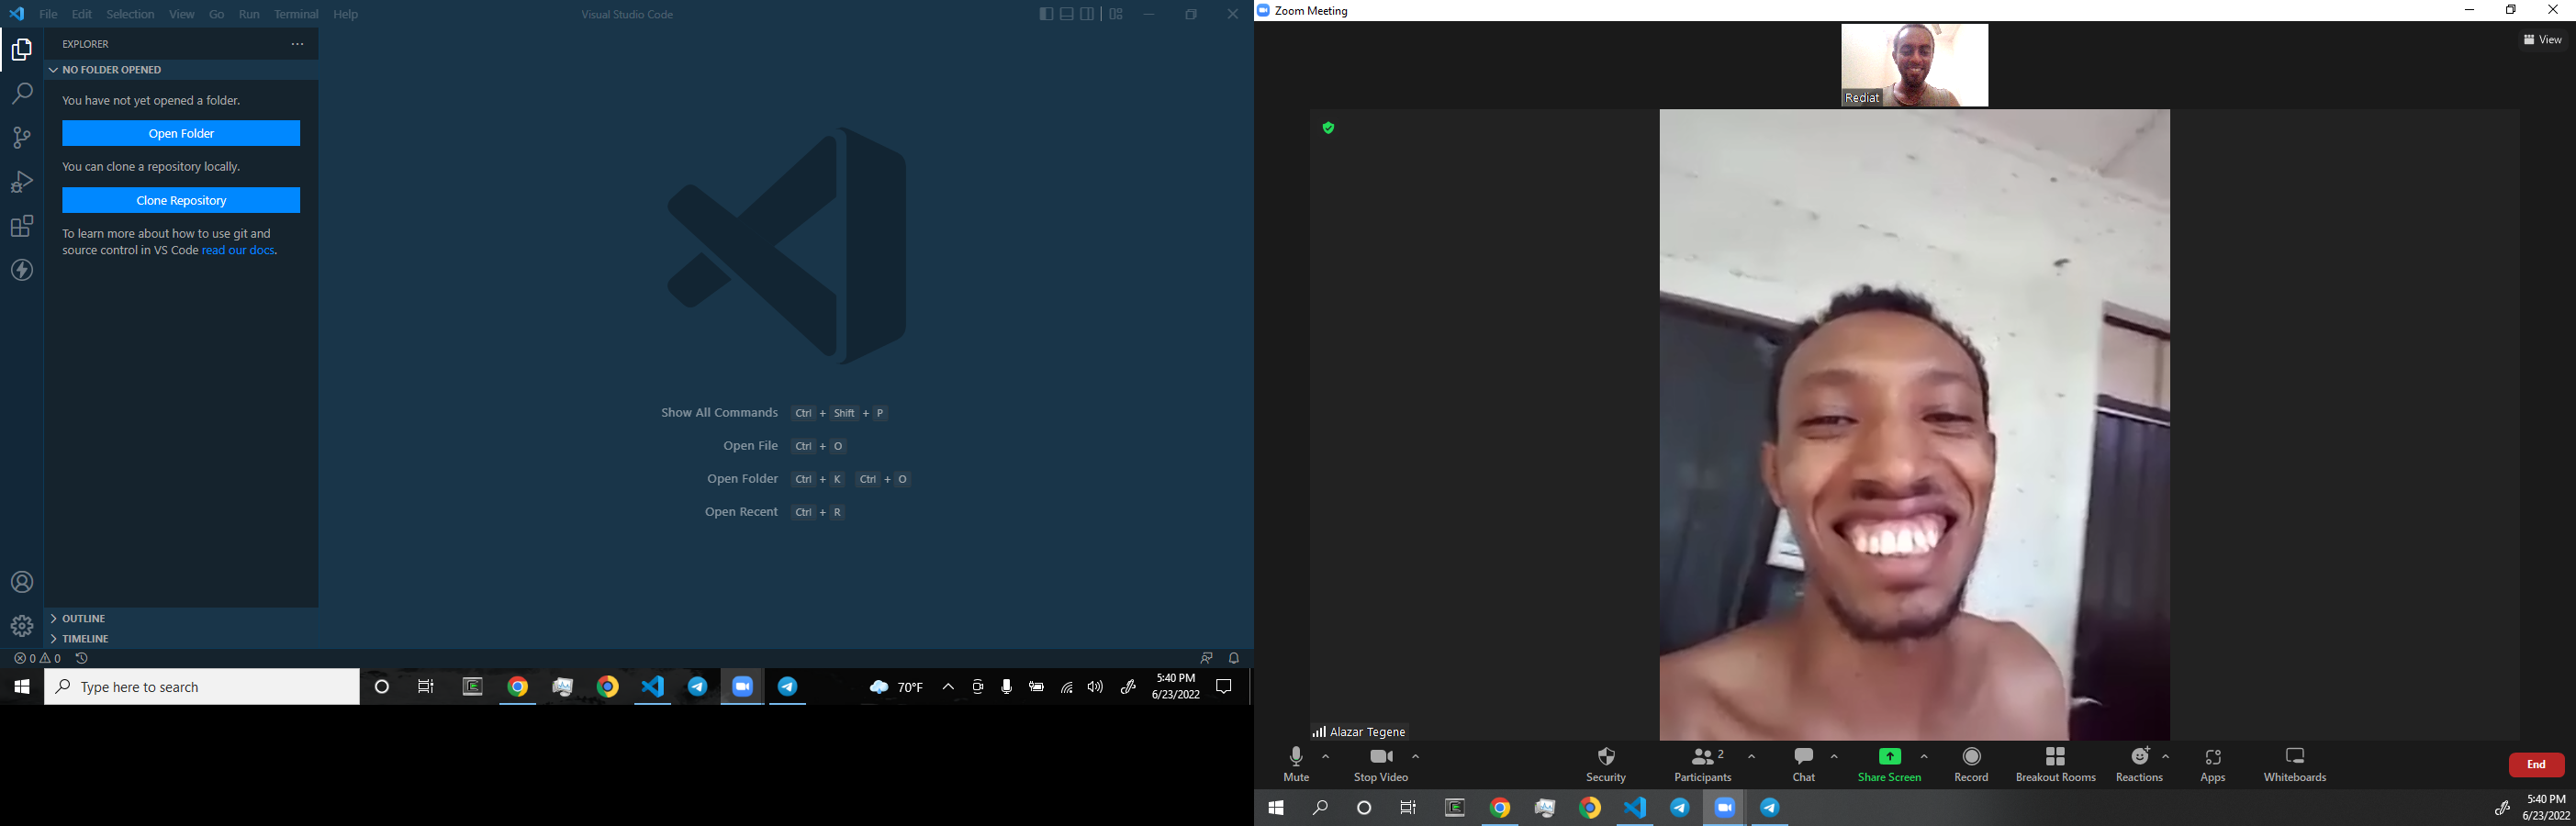 File Edit Selection View Go Run Terminal Help
Visual Studio Code
EXPLORER
NO FOLDER OPENED
You have not yet opened a folder.
Open Folder
You can clone a repository locally.
Clone Repository
To learn more about how to use git and
source control in VS Code read our docs.
Show All Commands Ctrl + Shift + P
Open File Ctrl + O
Open Folder Ctrl + K Ctrl + O
Open Recent Ctrl + R
OUTLINE
TIMELINE
0 0
Type here to search
70°F
5:40 PM
6/23/2022
Zoom Meeting
View
Rediat
Alazar Tegene
Mute
Stop Video
Security
Participants 2
Chat
Share Screen
Record
Breakout Rooms
Reactions
Apps
Whiteboards
End
5:40 PM
6/23/2022